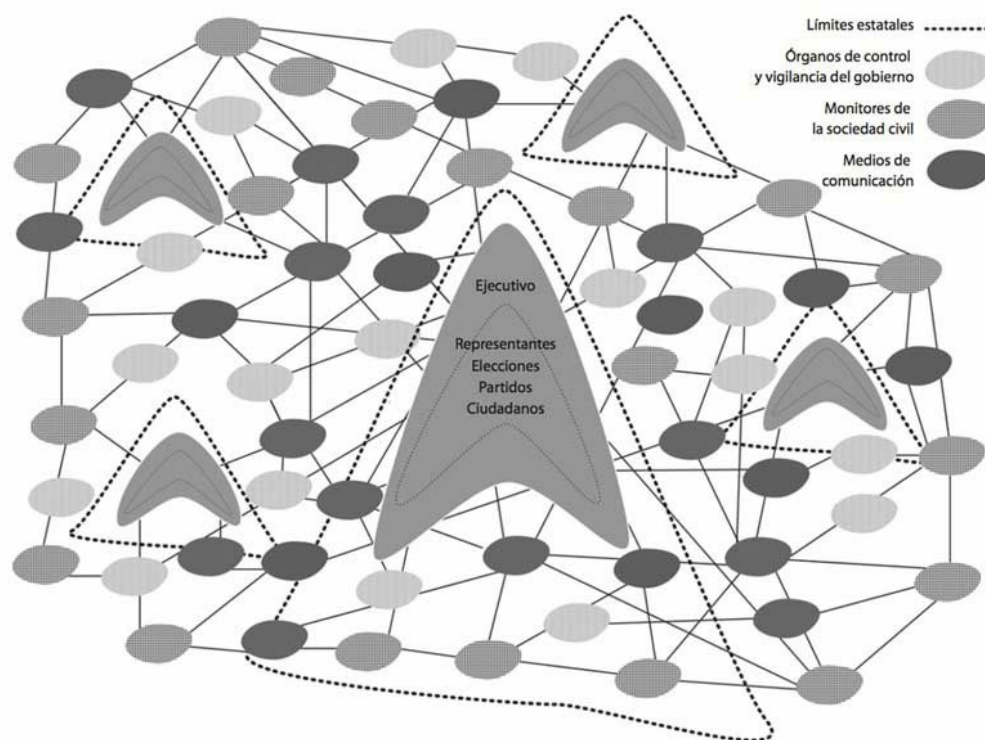 Límites estatales
Órganos de control
y vigilancia del gobierno
Monitores de
la sociedad civil
Medios de
comunicación
Ejecutivo
Representantes
Elecciones
Partidos
Ciudadanos